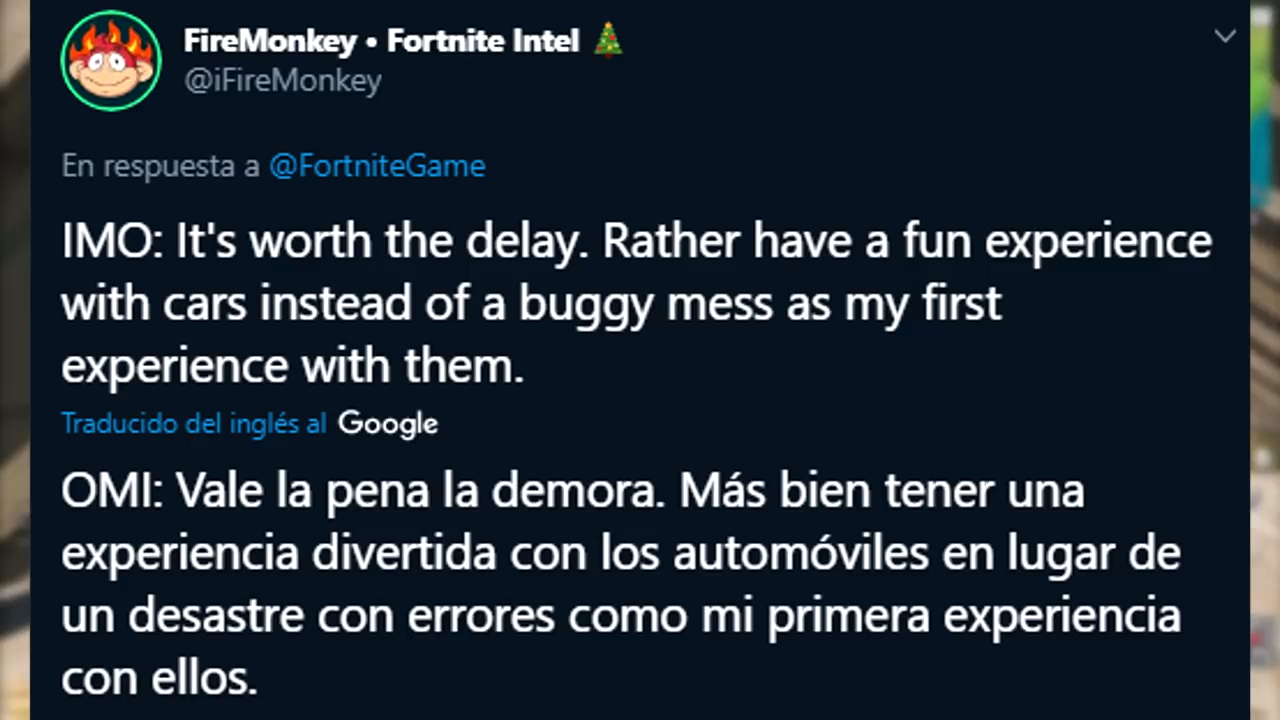 FireMonkey • Fortnite Intel 🎄
@iFireMonkey
En respuesta a @FortniteGame
IMO: It's worth the delay. Rather have a fun experience
with cars instead of a buggy mess as my first
experience with them.
Traducido del inglés al Google
OMI: Vale la pena la demora. Más bien tener una
experiencia divertida con los automóviles en lugar de
un desastre con errores como mi primera experiencia
con ellos.